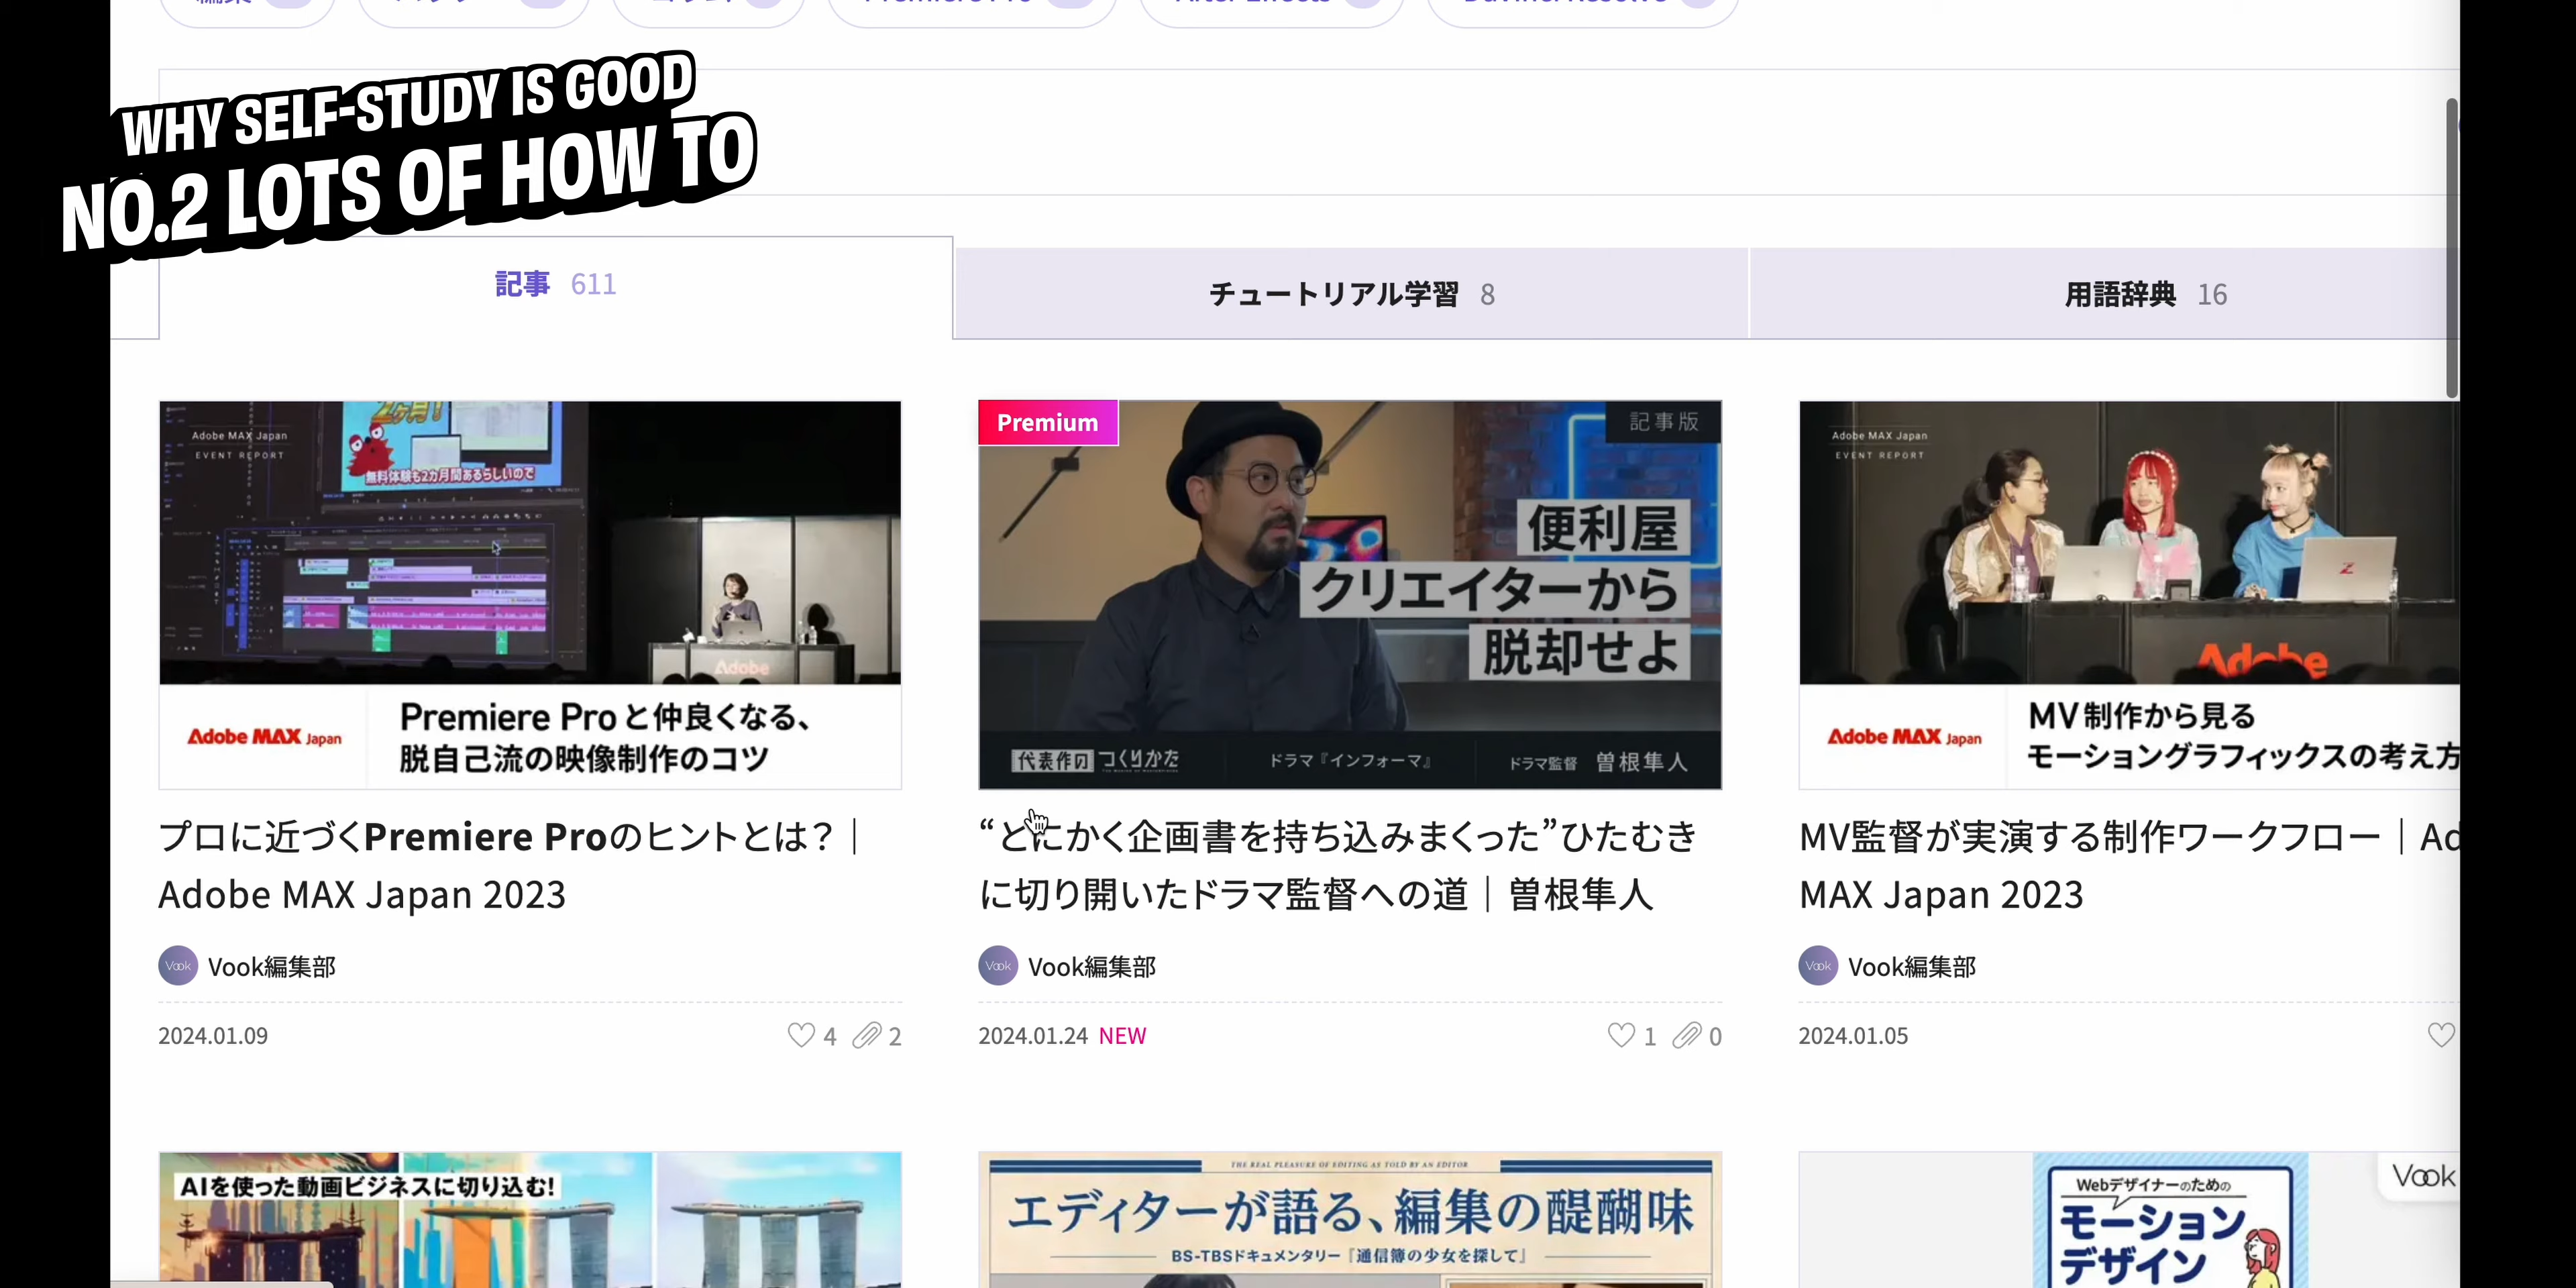 Premiere Pro
After Effects
WHY SELF-STUDY IS GOOD
NO.2 LOTS OF HOW TO
記事 611
チュートリアル学習 8
用語辞典 16
Adobe MAX Japan
EVENT REPORT
無料体験も2カ月間あるらしいので
Adobe
Adobe MAX Japan
Premiere Proと仲良くなる、
脱自己流の映像制作のコツ
プロに近づくPremiere Proのヒントとは？｜
Adobe MAX Japan 2023
Vook編集部
2024.01.09
4 2
Premium
記事版
便利屋
クリエイターから
脱却せよ
代表作のつくりかた
ドラマ『インフォーマ』
ドラマ監督 曽根隼人
“とにかく企画書を持ち込みまくった”ひたむき
に切り開いたドラマ監督への道｜曽根隼人
Vook編集部
2024.01.24 NEW
1 0
Adobe MAX Japan
EVENT REPORT
Adobe
Adobe MAX Japan
MV制作から見る
モーショングラフィックスの考え方
MV監督が実演する制作ワークフロー｜Ad
MAX Japan 2023
Vook編集部
2024.01.05
AIを使った動画ビジネスに切り込む!
THE REAL PLEASURE OF EDITING AS TOLD BY AN EDITOR
エディターが語る、編集の醍醐味
BS-TBSドキュメンタリー『通信簿の少女を探して』
Vook
Webデザイナーのための
モーション
デザイン